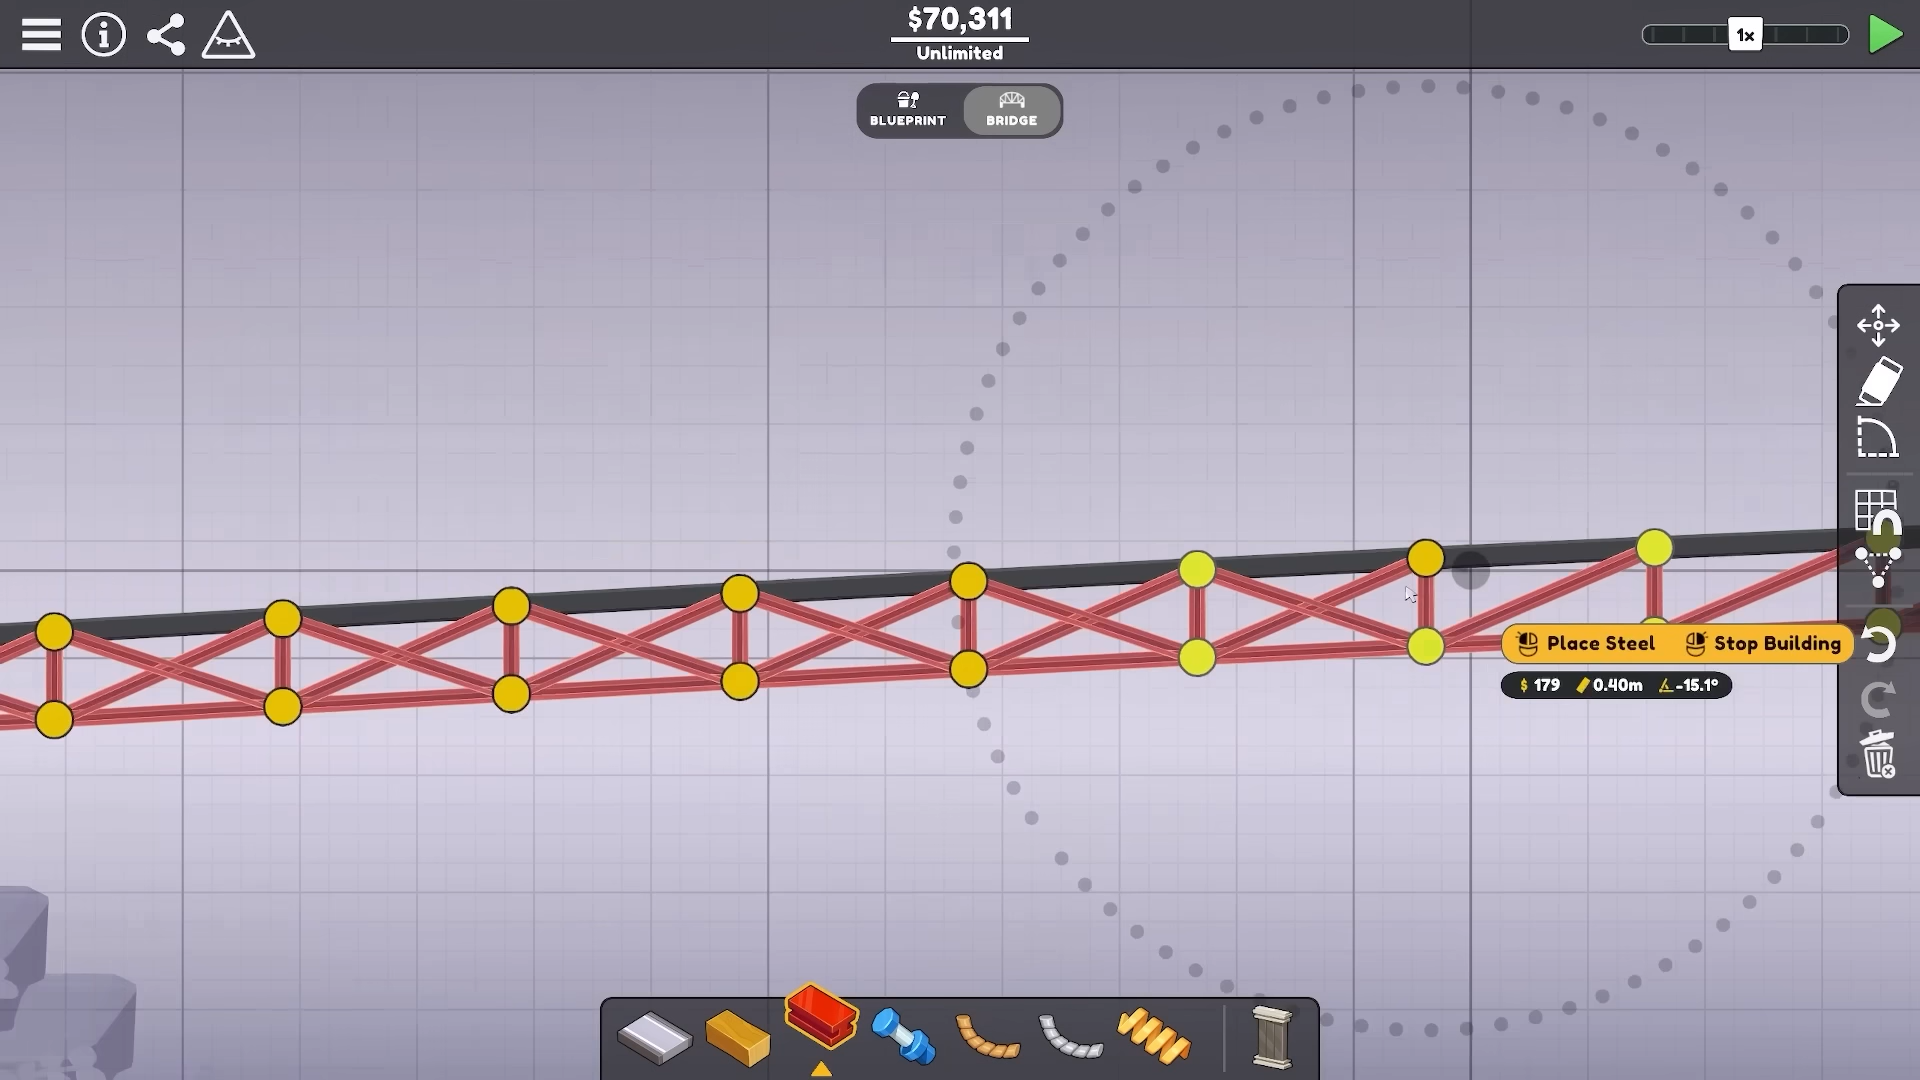 $70,311
Unlimited
1x
BLUEPRINT
BRIDGE
Place Steel
Stop Building
$ 179 0.40m -15.1°